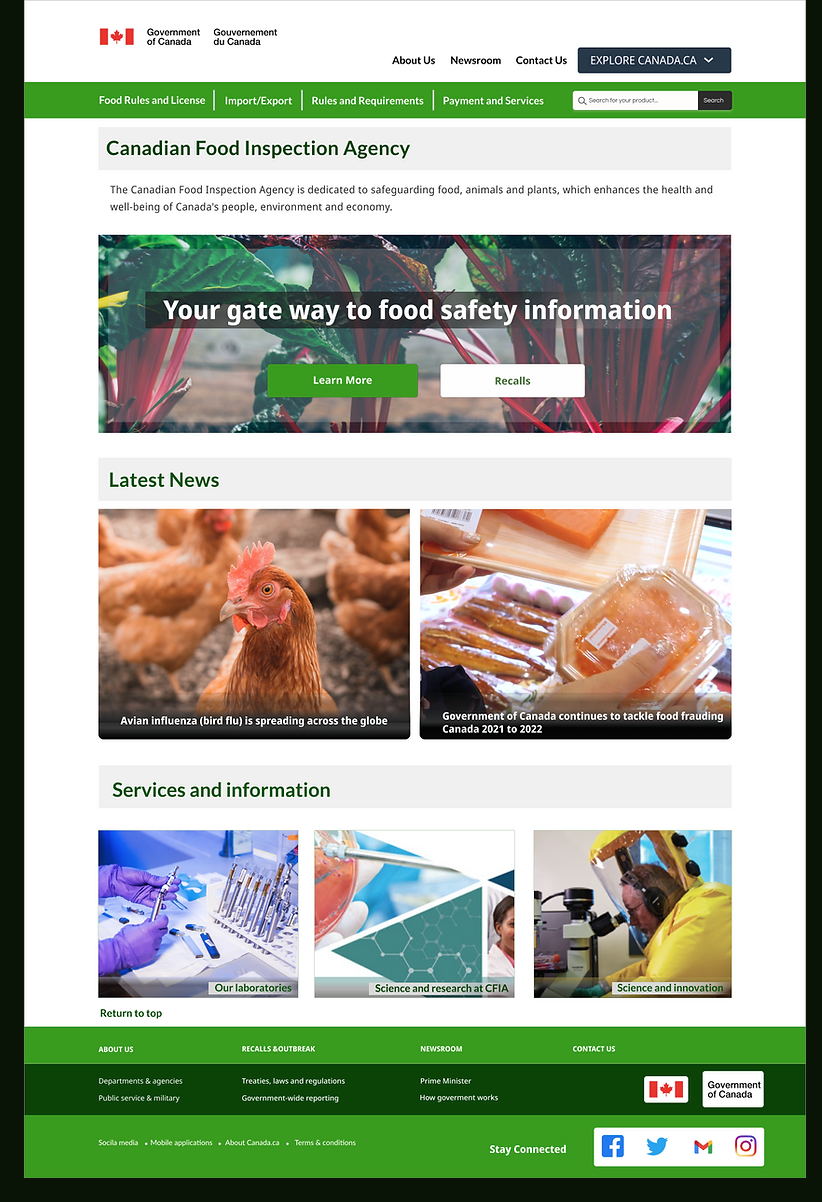 Government of Canada
Gouvernement du Canada
About Us
Newsroom
Contact Us
EXPLORE CANADA.CA
Food Rules and License
Import/Export
Rules and Requirements
Payment and Services
Search for your product...
Search
Canadian Food Inspection Agency
The Canadian Food Inspection Agency is dedicated to safeguarding food, animals and plants, which enhances the health and
well-being of Canada's people, environment and economy.
Your gate way to food safety information
Learn More
Recalls
Latest News
Avian influenza (bird flu) is spreading across the globe
Government of Canada continues to tackle food frauding
Canada 2021 to 2022
Services and information
Our laboratories
Science and research at CFIA
Science and innovation
Return to top
ABOUT US
RECALLS &OUTBREAK
NEWSROOM
CONTACT US
Departments & agencies
Treaties, laws and regulations
Prime Minister
Public service & military
Government-wide reporting
How goverment works
Government
of Canada
Socila media • Mobile applications • About Canada.ca • Terms & conditions
Stay Connected